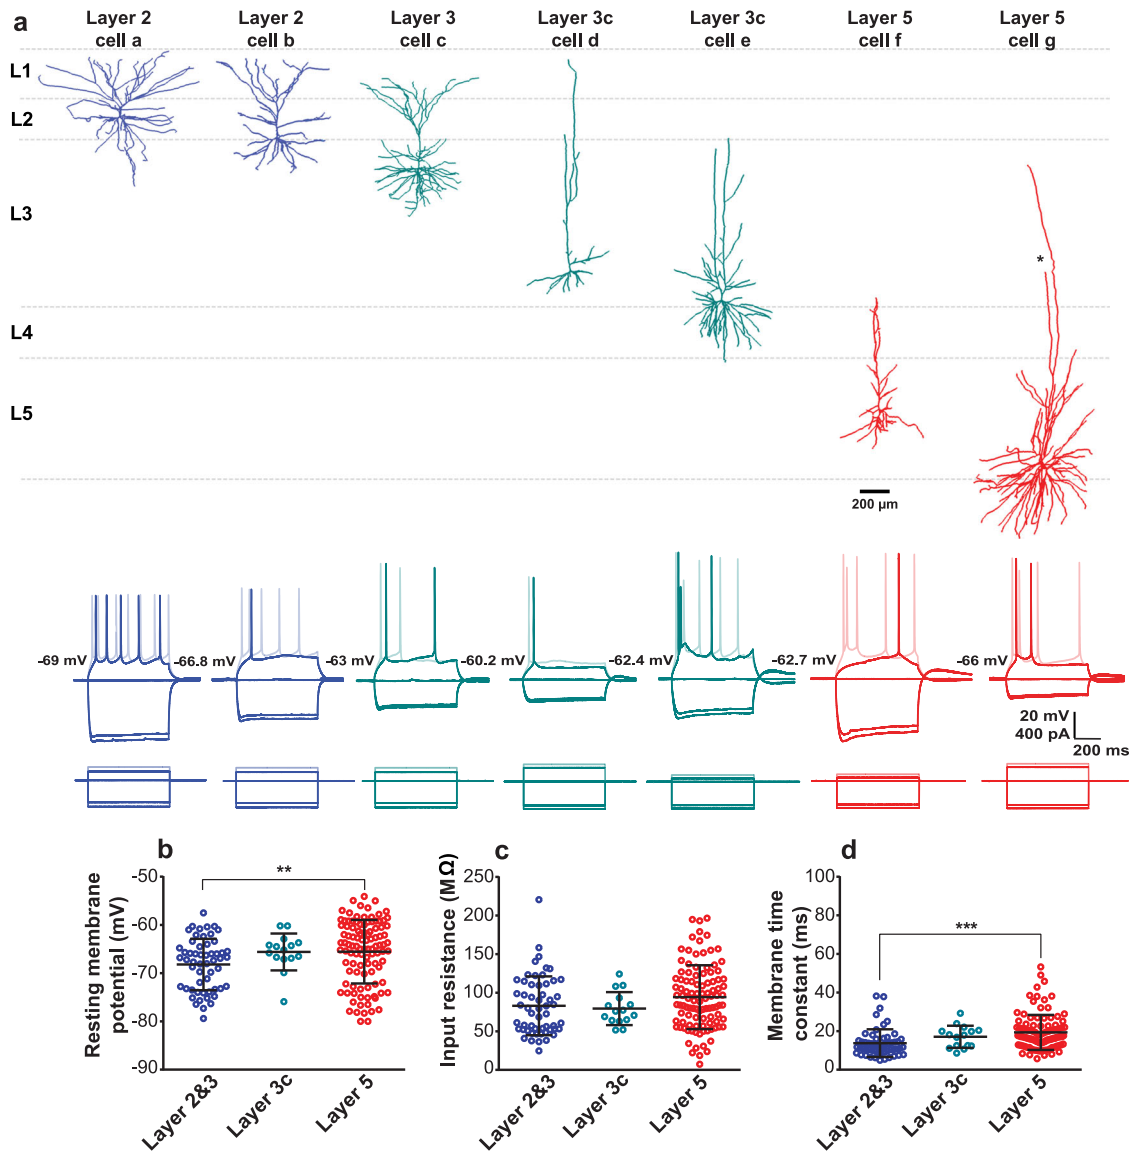 a
Layer 2
cell a
Layer 2
cell b
Layer 3
cell c
Layer 3c
cell d
Layer 3c
cell e
Layer 5
cell f
Layer 5
cell g
L1
L2
L3
*
L4
L5
200 µm
-69 mV
-66.8 mV
-63 mV
-60.2 mV
-62.4 mV
-62.7 mV
-66 mV
20 mV
400 pA
200 ms
b
Resting membrane
potential (mV)
-50
-60
-70
-80
-90
**
Layer 2&3
Layer 3c
Layer 5
c
Input resistance (MΩ)
250
200
150
100
50
0
Layer 2&3
Layer 3c
Layer 5
d
Membrane time
constant (ms)
100
80
60
40
20
0
***
Layer 2&3
Layer 3c
Layer 5